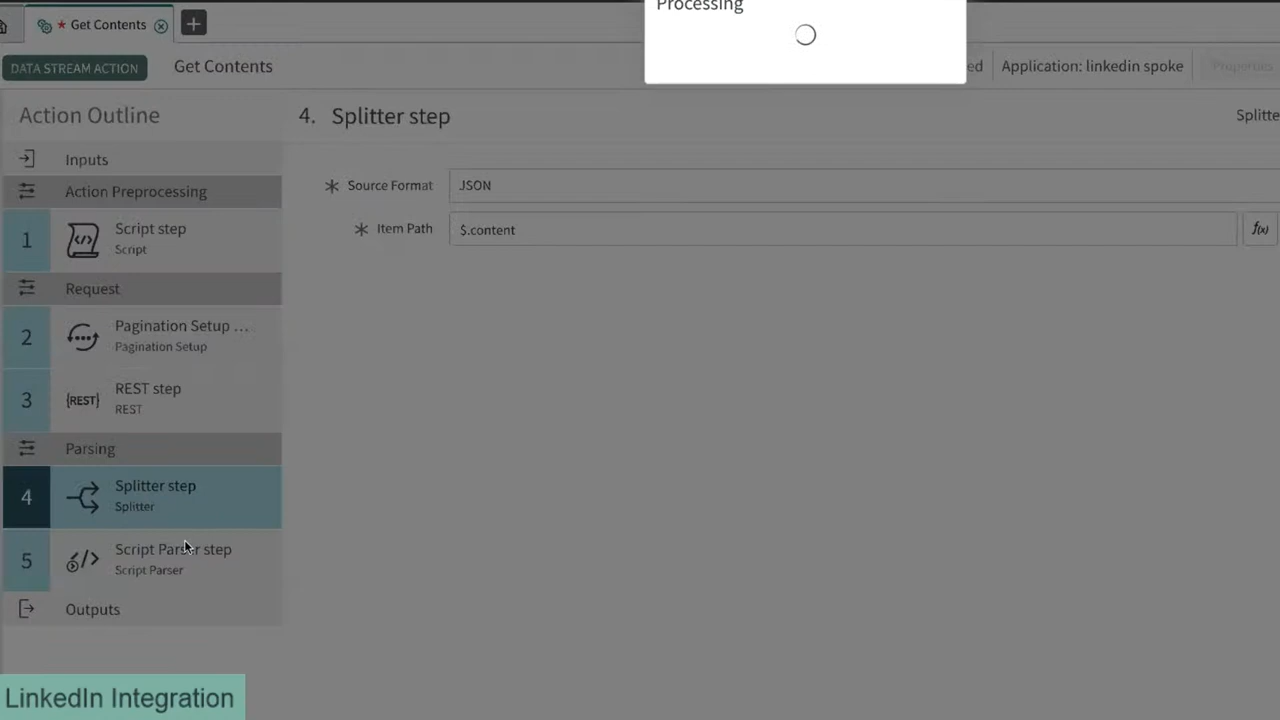 Processing
* Get Contents
DATA STREAM ACTION
Get Contents
ed
Application: linkedin spoke
Properties
Action Outline
4. Splitter step
Splitte
Inputs
Action Preprocessing
1
Script step
Script
Request
2
Pagination Setup ...
Pagination Setup
3
{REST}
REST step
REST
Parsing
4
Splitter step
Splitter
5
Script Parser step
Script Parser
Outputs
* Source Format
JSON
* Item Path
$.content
f(x)
LinkedIn Integration